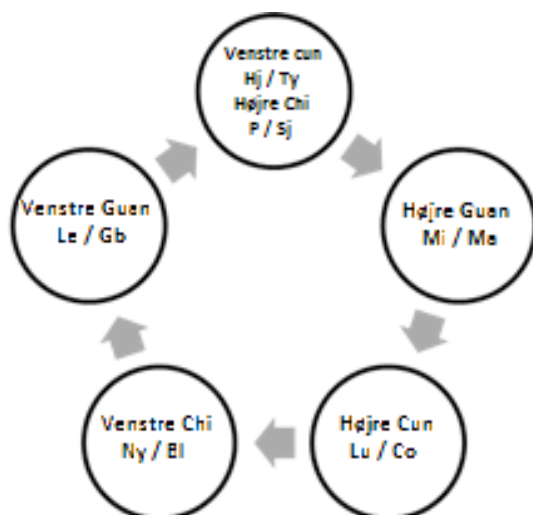 Venstre cun
Hj / Ty
Højre Chi
P / Sj
Højre Guan
Mi / Ma
Højre Cun
Lu / Co
Venstre Chi
Ny / Bl
Venstre Guan
Le / Gb